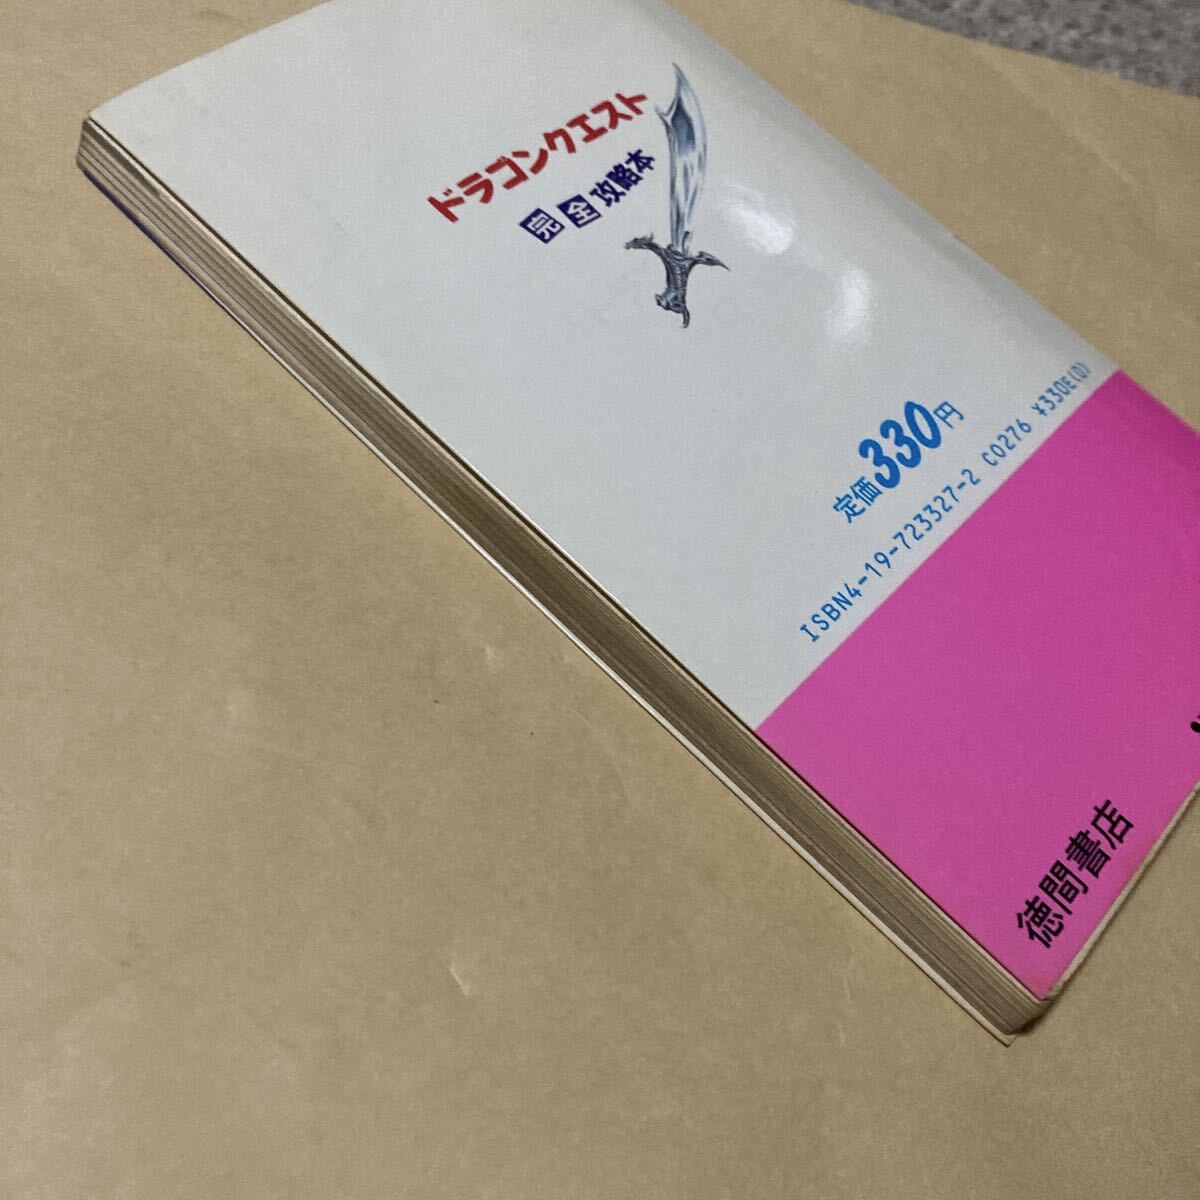 ドラゴンクエスト
完全攻略本
定価330円
ISBN4-19-723327-2 C0276 ¥330E(0)
徳間書店